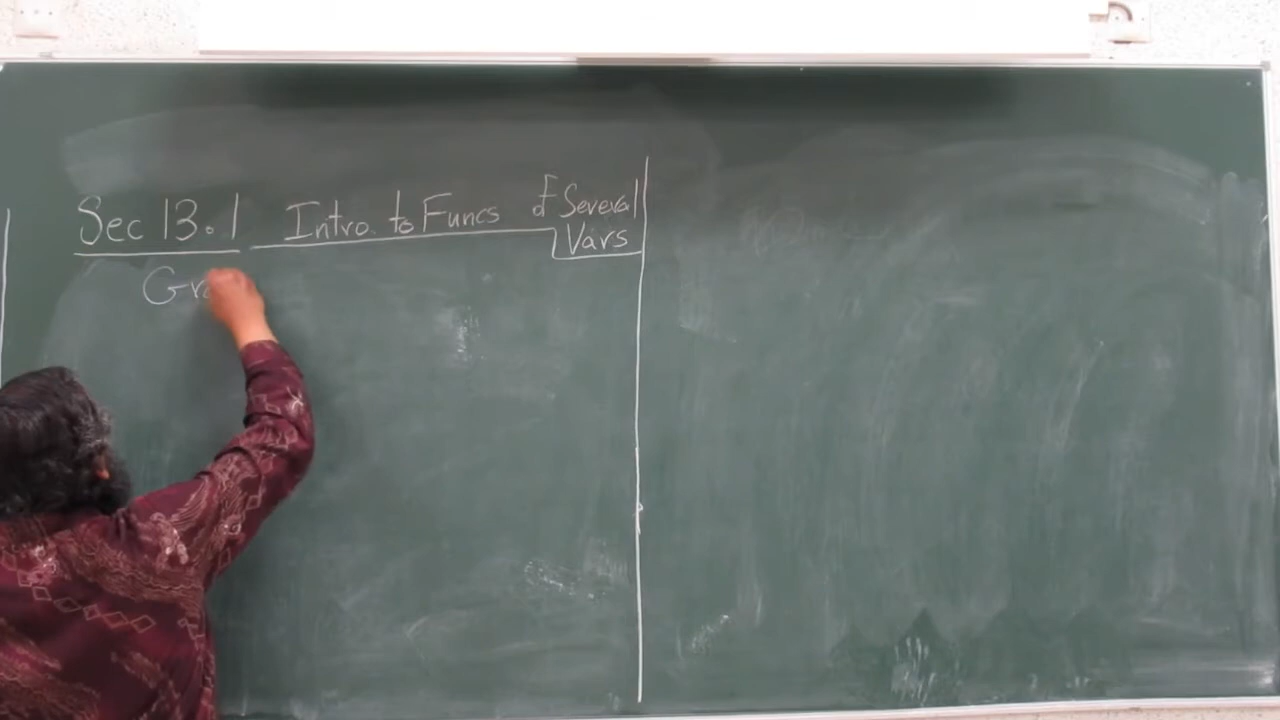 Sec 13.1 Intro. to Funcs of Several
Vars
Gr